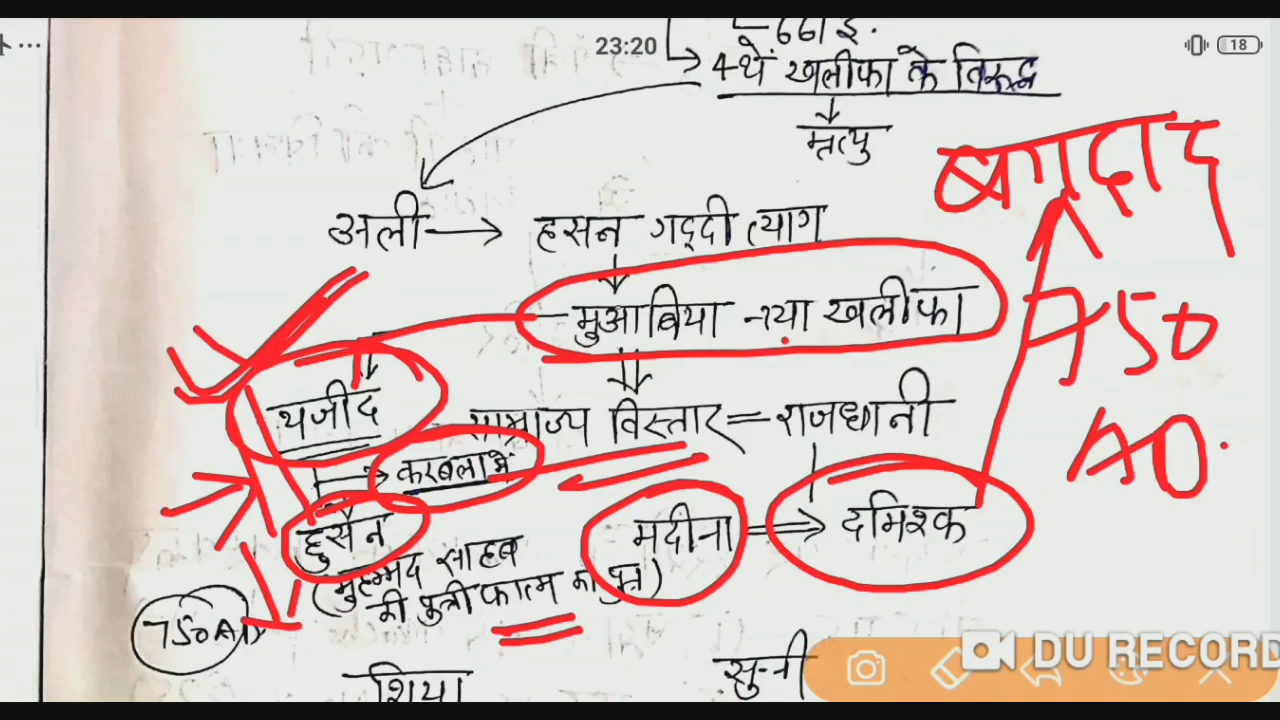 23:20
18
661 ई.
4थें खलीफा के विरूद्ध
मृत्यु
बगदाद
अली → हसन गद्दी त्याग
मुआविया नया खलीफा
750
AD.
यजीद
साम्राज्य विस्तार = राजधानी
करबला में
हुसैन
मदीना ⇒ दमिश्क
(मुहम्मद साहब
की पुत्री फात्म का पुत्र)
750 AD
शिया
सुन्नी
DU RECORD